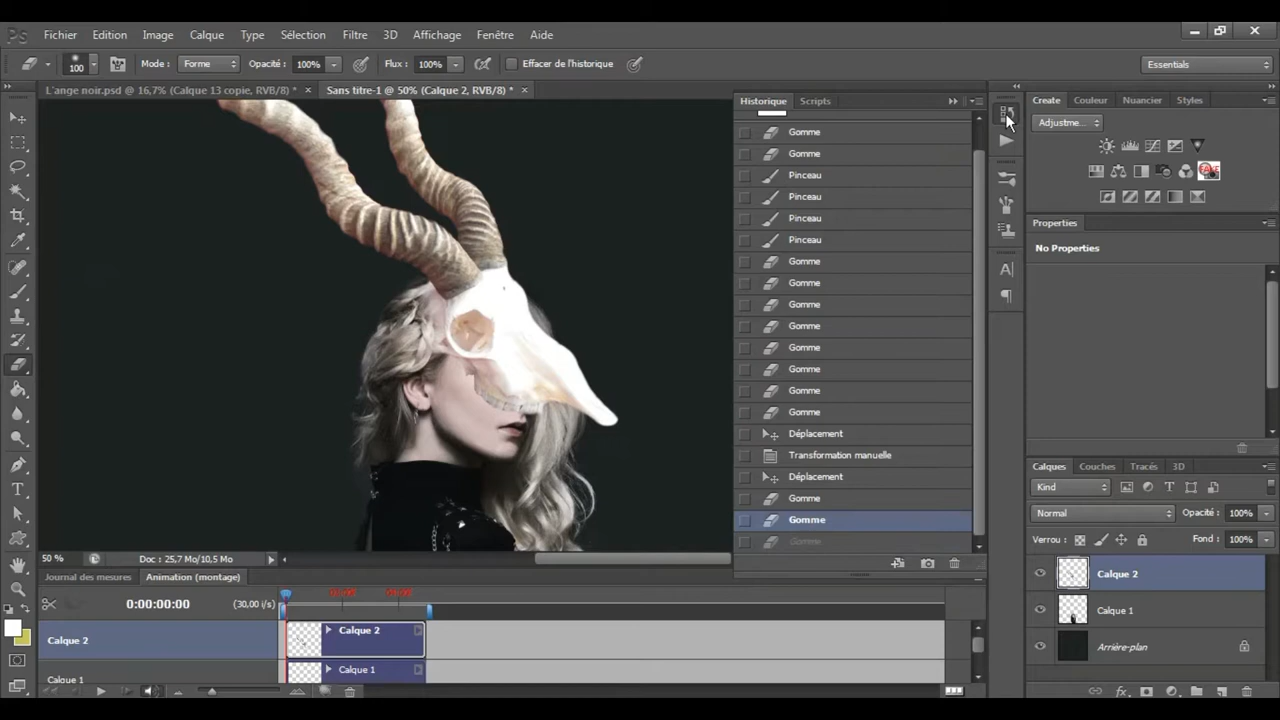 Ps Fichier Edition Image Calque Type Sélection Filtre 3D Affichage Fenêtre Aide
100 Mode : Forme Opacité : 100% Flux : 100% Effacer de l'historique Essentials
L'ange noir.psd @ 16,7% (Calque 13 copie, RVB/8) * × Sans titre-1 @ 50% (Calque 2, RVB/8) * ×
Historique Scripts
Gomme
Gomme
Pinceau
Pinceau
Pinceau
Pinceau
Gomme
Gomme
Gomme
Gomme
Gomme
Gomme
Gomme
Gomme
Déplacement
Transformation manuelle
Déplacement
Gomme
Gomme
Gomme
Create Couleur Nuancier Styles
Adjustme...
Properties
No Properties
Calques Couches Tracés 3D
Kind
Normal Opacité : 100%
Verrou : Fond : 100%
Calque 2
Calque 1
Arrière-plan
50 % Doc : 25,7 Mo/10,5 Mo
Journal des mesures Animation (montage)
0:00:00:00 (30,00 i/s)
Calque 2 Calque 2
Calque 1 Calque 1